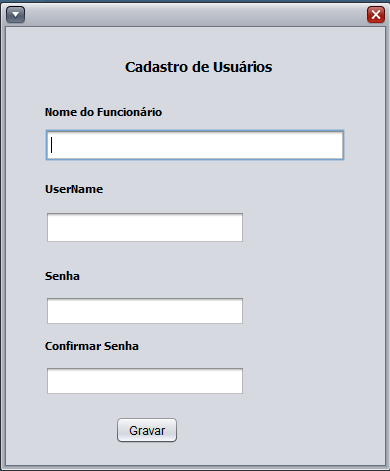 Cadastro de Usuários
Nome do Funcionário
UserName
Senha
Confirmar Senha
Gravar